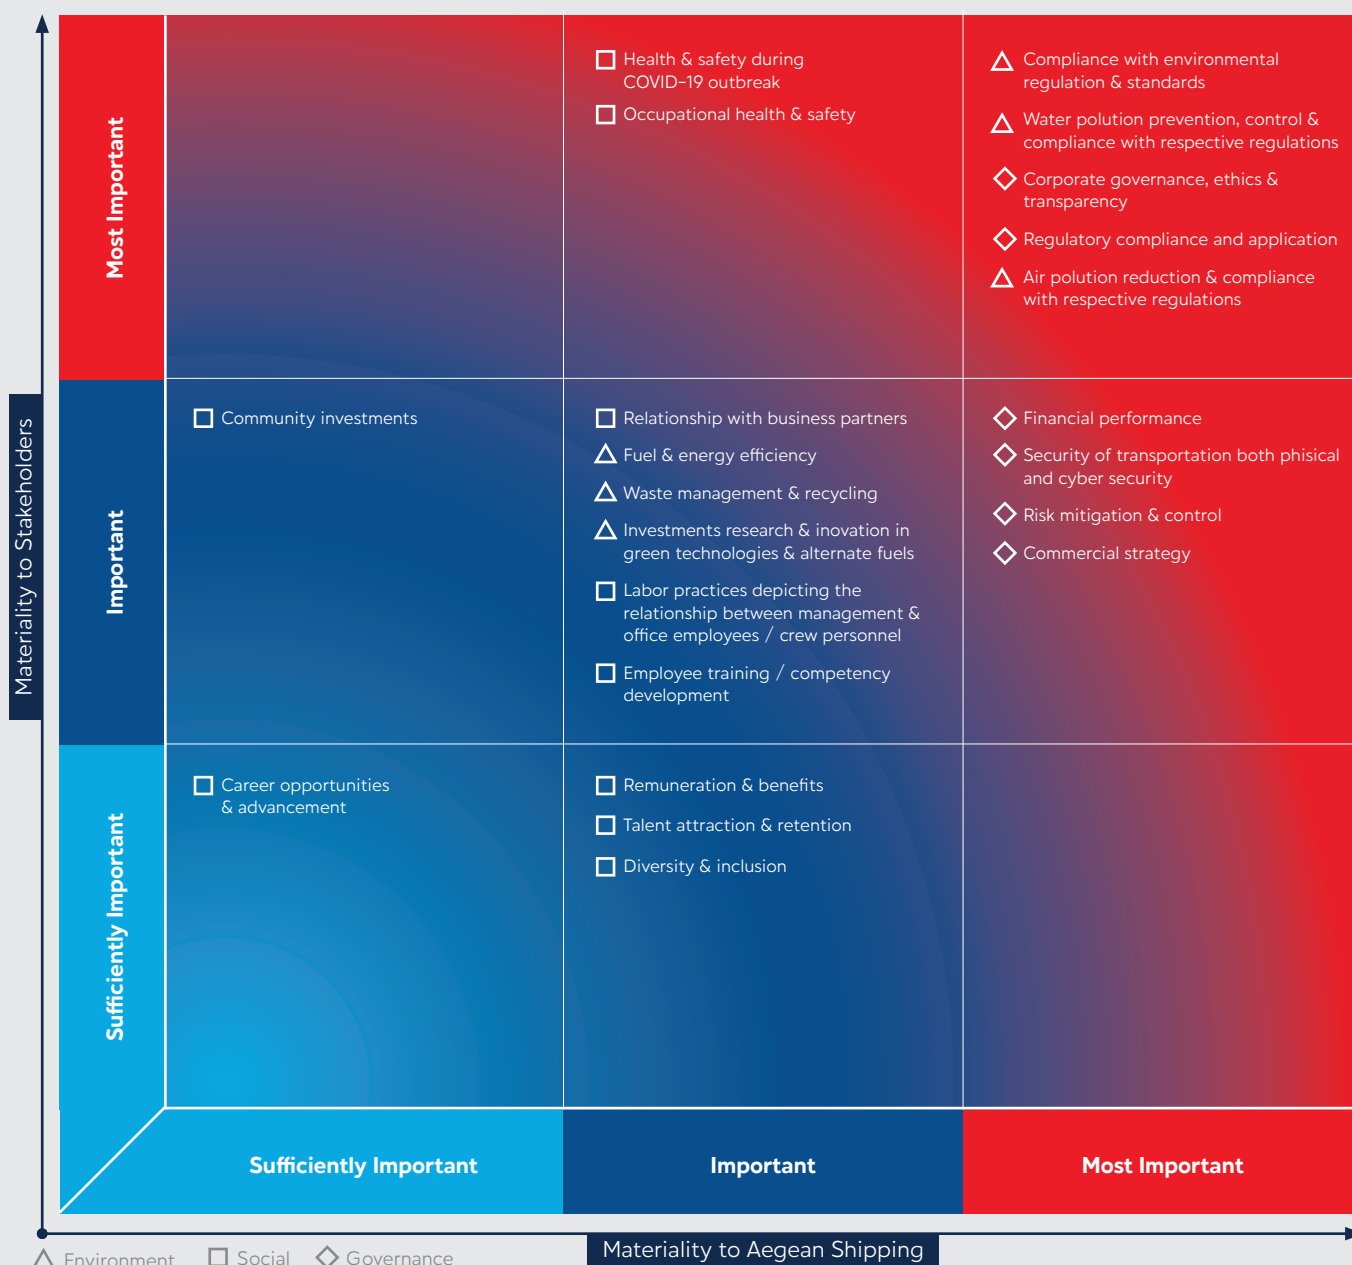 Materiality to Stakeholders
Most Important
Health & safety during
COVID-19 outbreak
Occupational health & safety
Compliance with environmental
regulation & standards
Water polution prevention, control &
compliance with respective regulations
Corporate governance, ethics &
transparency
Regulatory compliance and application
Air polution reduction & compliance
with respective regulations
Important
Community investments
Relationship with business partners
Fuel & energy efficiency
Waste management & recycling
Investments research & inovation in
green technologies & alternate fuels
Labor practices depicting the
relationship between management &
office employees / crew personnel
Employee training / competency
development
Financial performance
Security of transportation both phisical
and cyber security
Risk mitigation & control
Commercial strategy
Sufficiently Important
Career opportunities
& advancement
Remuneration & benefits
Talent attraction & retention
Diversity & inclusion
Sufficiently Important
Important
Most Important
Materiality to Aegean Shipping
Environment
Social
Governance